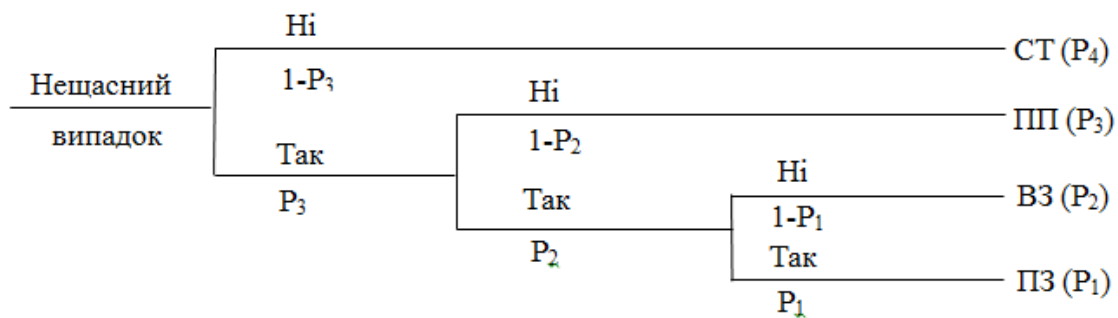 Ні
СТ (P₄)
Нещасний
випадок
1-P₃
Ні
ПП (P₃)
1-P₂
Так
P₃
Ні
ВЗ (P₂)
Так
1-P₁
P₂
Так
ПЗ (P₁)
P₁